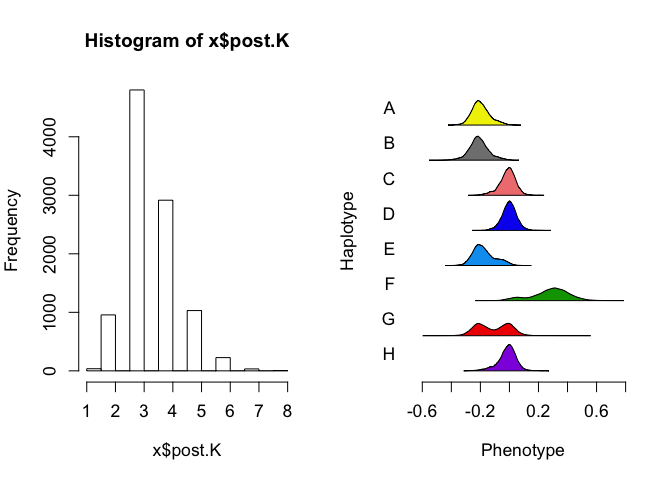 Histogram of x$post.K
Frequency
0
1000
2000
3000
4000
1 2 3 4 5 6 7 8
x$post.K
Haplotype
A
B
C
D
E
F
G
H
-0.6 -0.2 0.2 0.6
Phenotype